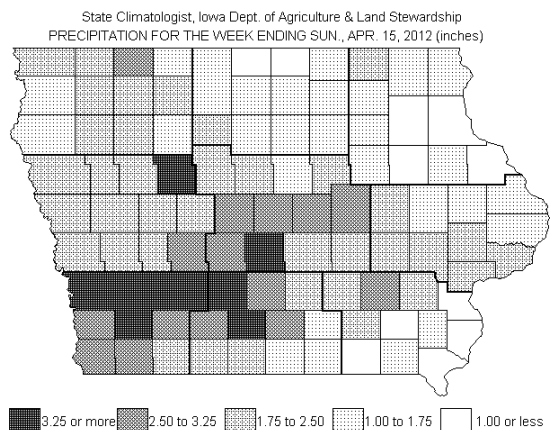 State Climatologist, Iowa Dept. of Agriculture & Land Stewardship
PRECIPITATION FOR THE WEEK ENDING SUN., APR. 15, 2012 (inches)
3.25 or more 2.50 to 3.25 1.75 to 2.50 1.00 to 1.75 1.00 or less